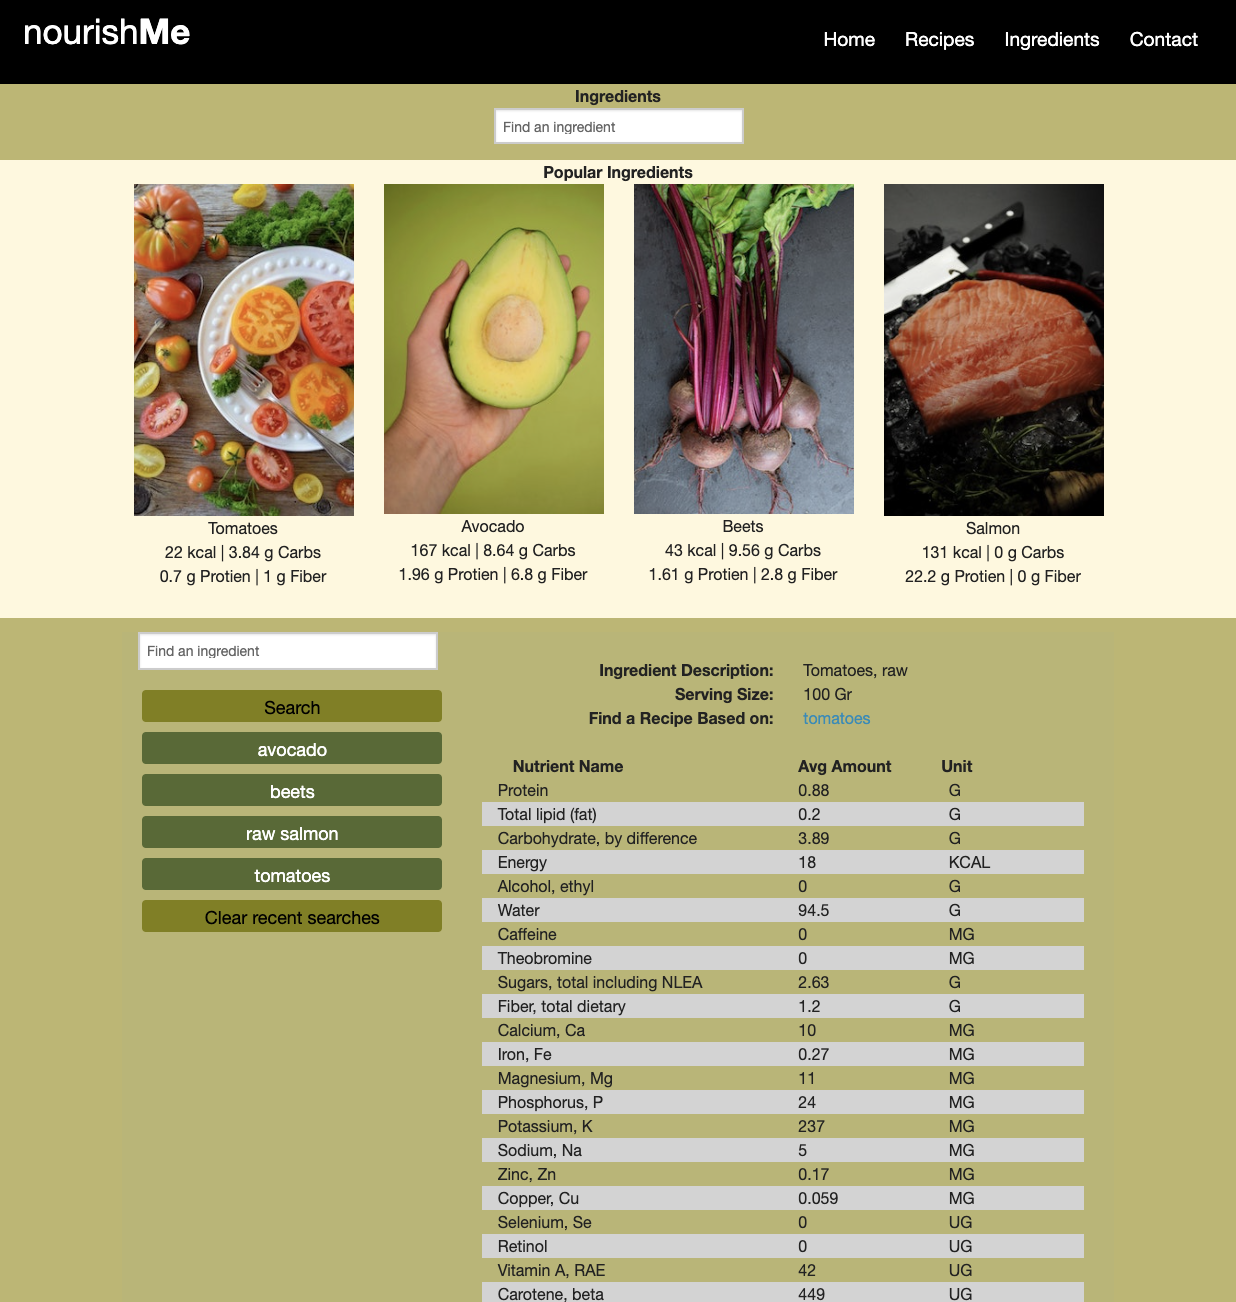 nourishMe
Home Recipes Ingredients Contact
Ingredients
Find an ingredient
Popular Ingredients
Tomatoes
22 kcal | 3.84 g Carbs
0.7 g Protien | 1 g Fiber
Avocado
167 kcal | 8.64 g Carbs
1.96 g Protien | 6.8 g Fiber
Beets
43 kcal | 9.56 g Carbs
1.61 g Protien | 2.8 g Fiber
Salmon
131 kcal | 0 g Carbs
22.2 g Protien | 0 g Fiber
Find an ingredient
Search
avocado
beets
raw salmon
tomatoes
Clear recent searches
Ingredient Description: Tomatoes, raw
Serving Size: 100 Gr
Find a Recipe Based on: tomatoes
Nutrient Name Avg Amount Unit
Protein 0.88 G
Total lipid (fat) 0.2 G
Carbohydrate, by difference 3.89 G
Energy 18 KCAL
Alcohol, ethyl 0 G
Water 94.5 G
Caffeine 0 MG
Theobromine 0 MG
Sugars, total including NLEA 2.63 G
Fiber, total dietary 1.2 G
Calcium, Ca 10 MG
Iron, Fe 0.27 MG
Magnesium, Mg 11 MG
Phosphorus, P 24 MG
Potassium, K 237 MG
Sodium, Na 5 MG
Zinc, Zn 0.17 MG
Copper, Cu 0.059 MG
Selenium, Se 0 UG
Retinol 0 UG
Vitamin A, RAE 42 UG
Carotene, beta 449 UG